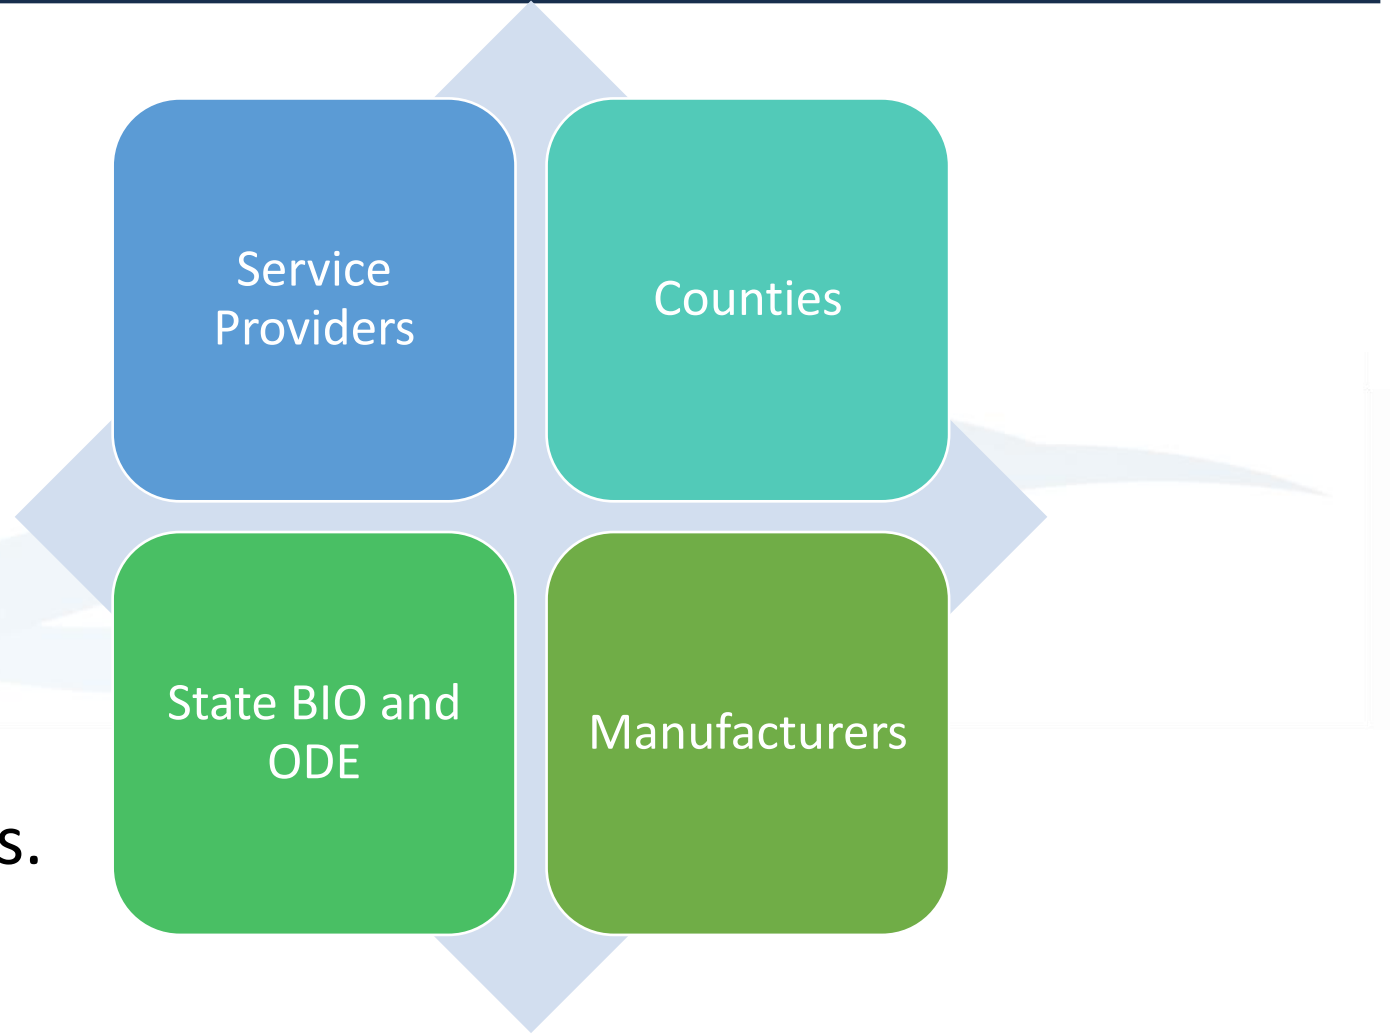 Service
Providers
Counties
State BIO and
ODE
Manufacturers
s.